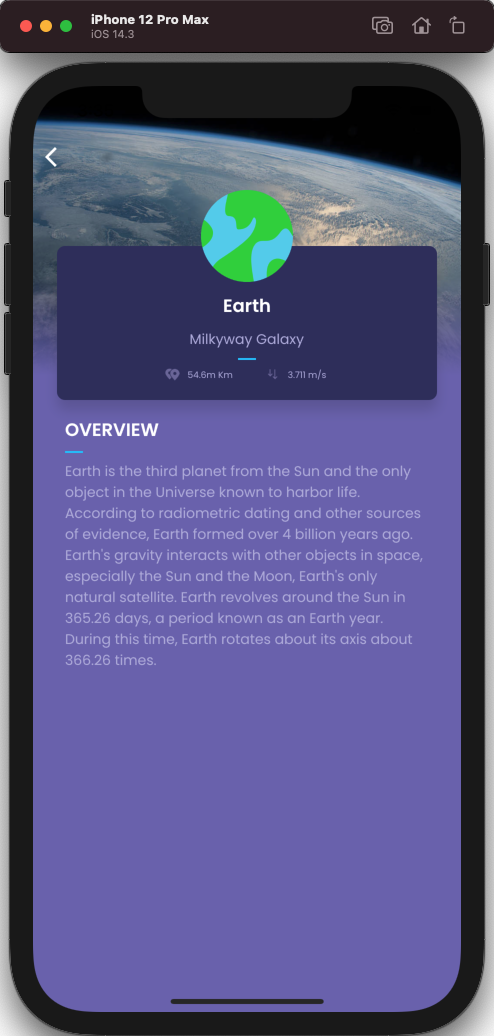 iPhone 12 Pro Max
iOS 14.3
Earth
Milkyway Galaxy
54.6m Km 3.711 m/s
OVERVIEW
Earth is the third planet from the Sun and the only
object in the Universe known to harbor life.
According to radiometric dating and other sources
of evidence, Earth formed over 4 billion years ago.
Earth's gravity interacts with other objects in space,
especially the Sun and the Moon, Earth's only
natural satellite. Earth revolves around the Sun in
365.26 days, a period known as an Earth year.
During this time, Earth rotates about its axis about
366.26 times.